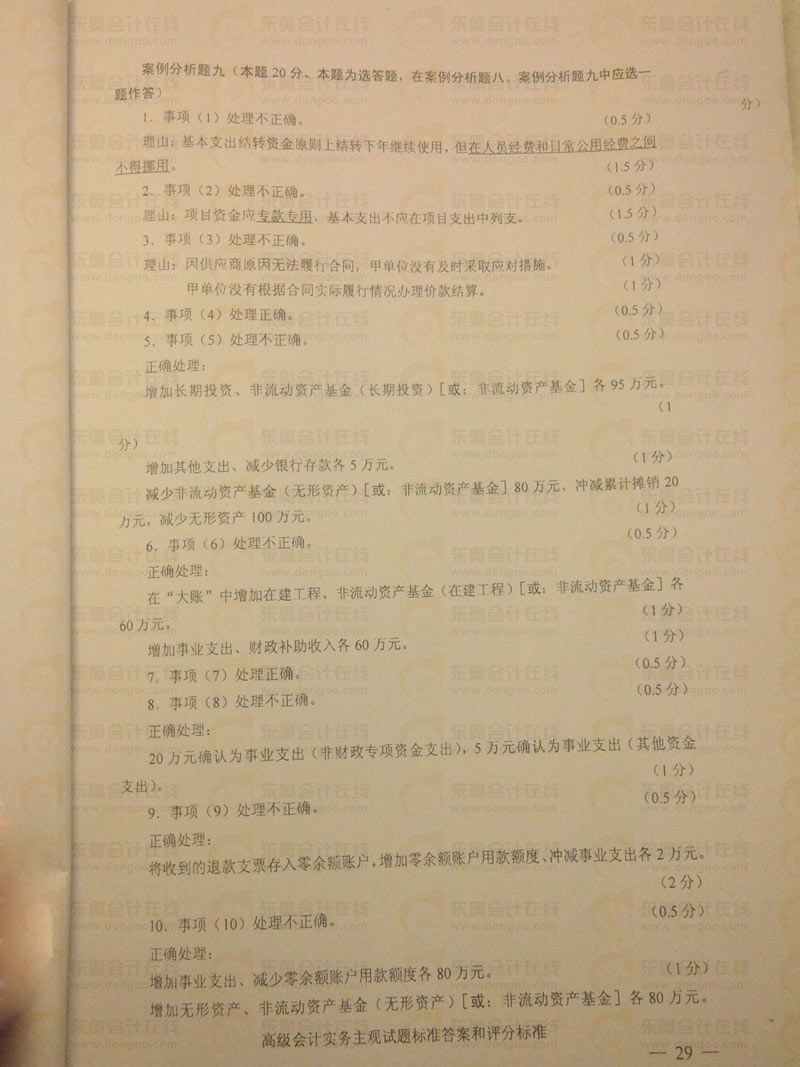 案例分析题九（本题 20 分。本题为选答题，在案例分析题八、案例分析题九中应选一
题作答）
分）
1．事项（1）处理不正确。 （0.5 分）
理由：基本支出结转资金原则上结转下年继续使用，但在人员经费和日常公用经费之间
不得挪用。 （1.5 分）
2．事项（2）处理不正确。 （0.5 分）
理由：项目资金应专款专用，基本支出不应在项目支出中列支。 （1.5 分）
3．事项（3）处理不正确。 （0.5 分）
理由：因供应商原因无法履行合同，甲单位没有及时采取应对措施。 （1 分）
甲单位没有根据合同实际履行情况办理价款结算。 （1 分）
4．事项（4）处理正确。 （0.5 分）
5．事项（5）处理不正确。 （0.5 分）
正确处理：
增加长期投资、非流动资产基金（长期投资）[或：非流动资产基金] 各 95 万元。
（1
分）
增加其他支出、减少银行存款各 5 万元。 （1 分）
减少非流动资产基金（无形资产）[或：非流动资产基金] 80 万元、冲减累计摊销 20
万元，减少无形资产 100 万元。 （1 分）
6．事项（6）处理不正确。 （0.5 分）
正确处理：
在“大账”中增加在建工程、非流动资产基金（在建工程）[或：非流动资产基金] 各
60 万元。 （1 分）
增加事业支出、财政补助收入各 60 万元。 （1 分）
7．事项（7）处理正确。 （0.5 分）
8．事项（8）处理不正确。 （0.5 分）
正确处理：
20 万元确认为事业支出（非财政专项资金支出），5 万元确认为事业支出（其他资金
支出）。 （1 分）
9．事项（9）处理不正确。 （0.5 分）
正确处理：
将收到的退款支票存入零余额账户，增加零余额账户用款额度、冲减事业支出各 2 万元。
（2 分）
10．事项（10）处理不正确。 （0.5 分）
正确处理：
增加事业支出、减少零余额账户用款额度各 80 万元。 （1 分）
增加无形资产、非流动资产基金（无形资产）[或：非流动资产基金] 各 80 万元。
高级会计实务主观试题标准答案和评分标准
— 29 —
东奥会计在线
www.dongao.com